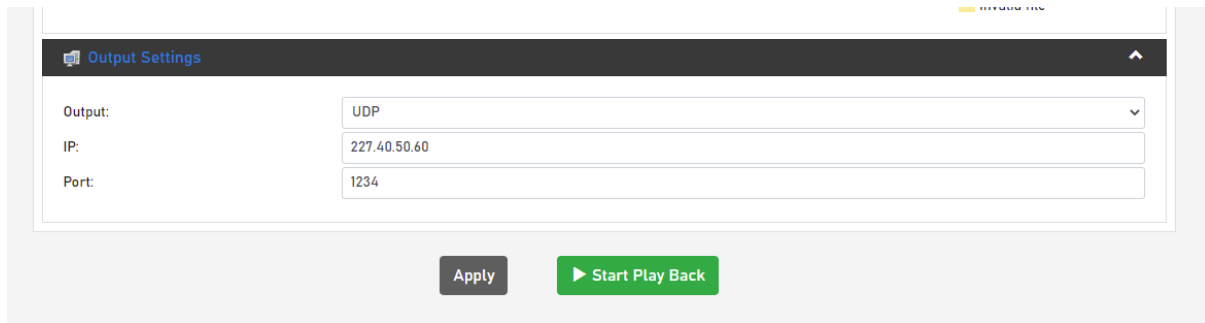 Output Settings
Output: UDP
IP: 227.40.50.60
Port: 1234
Apply Start Play Back